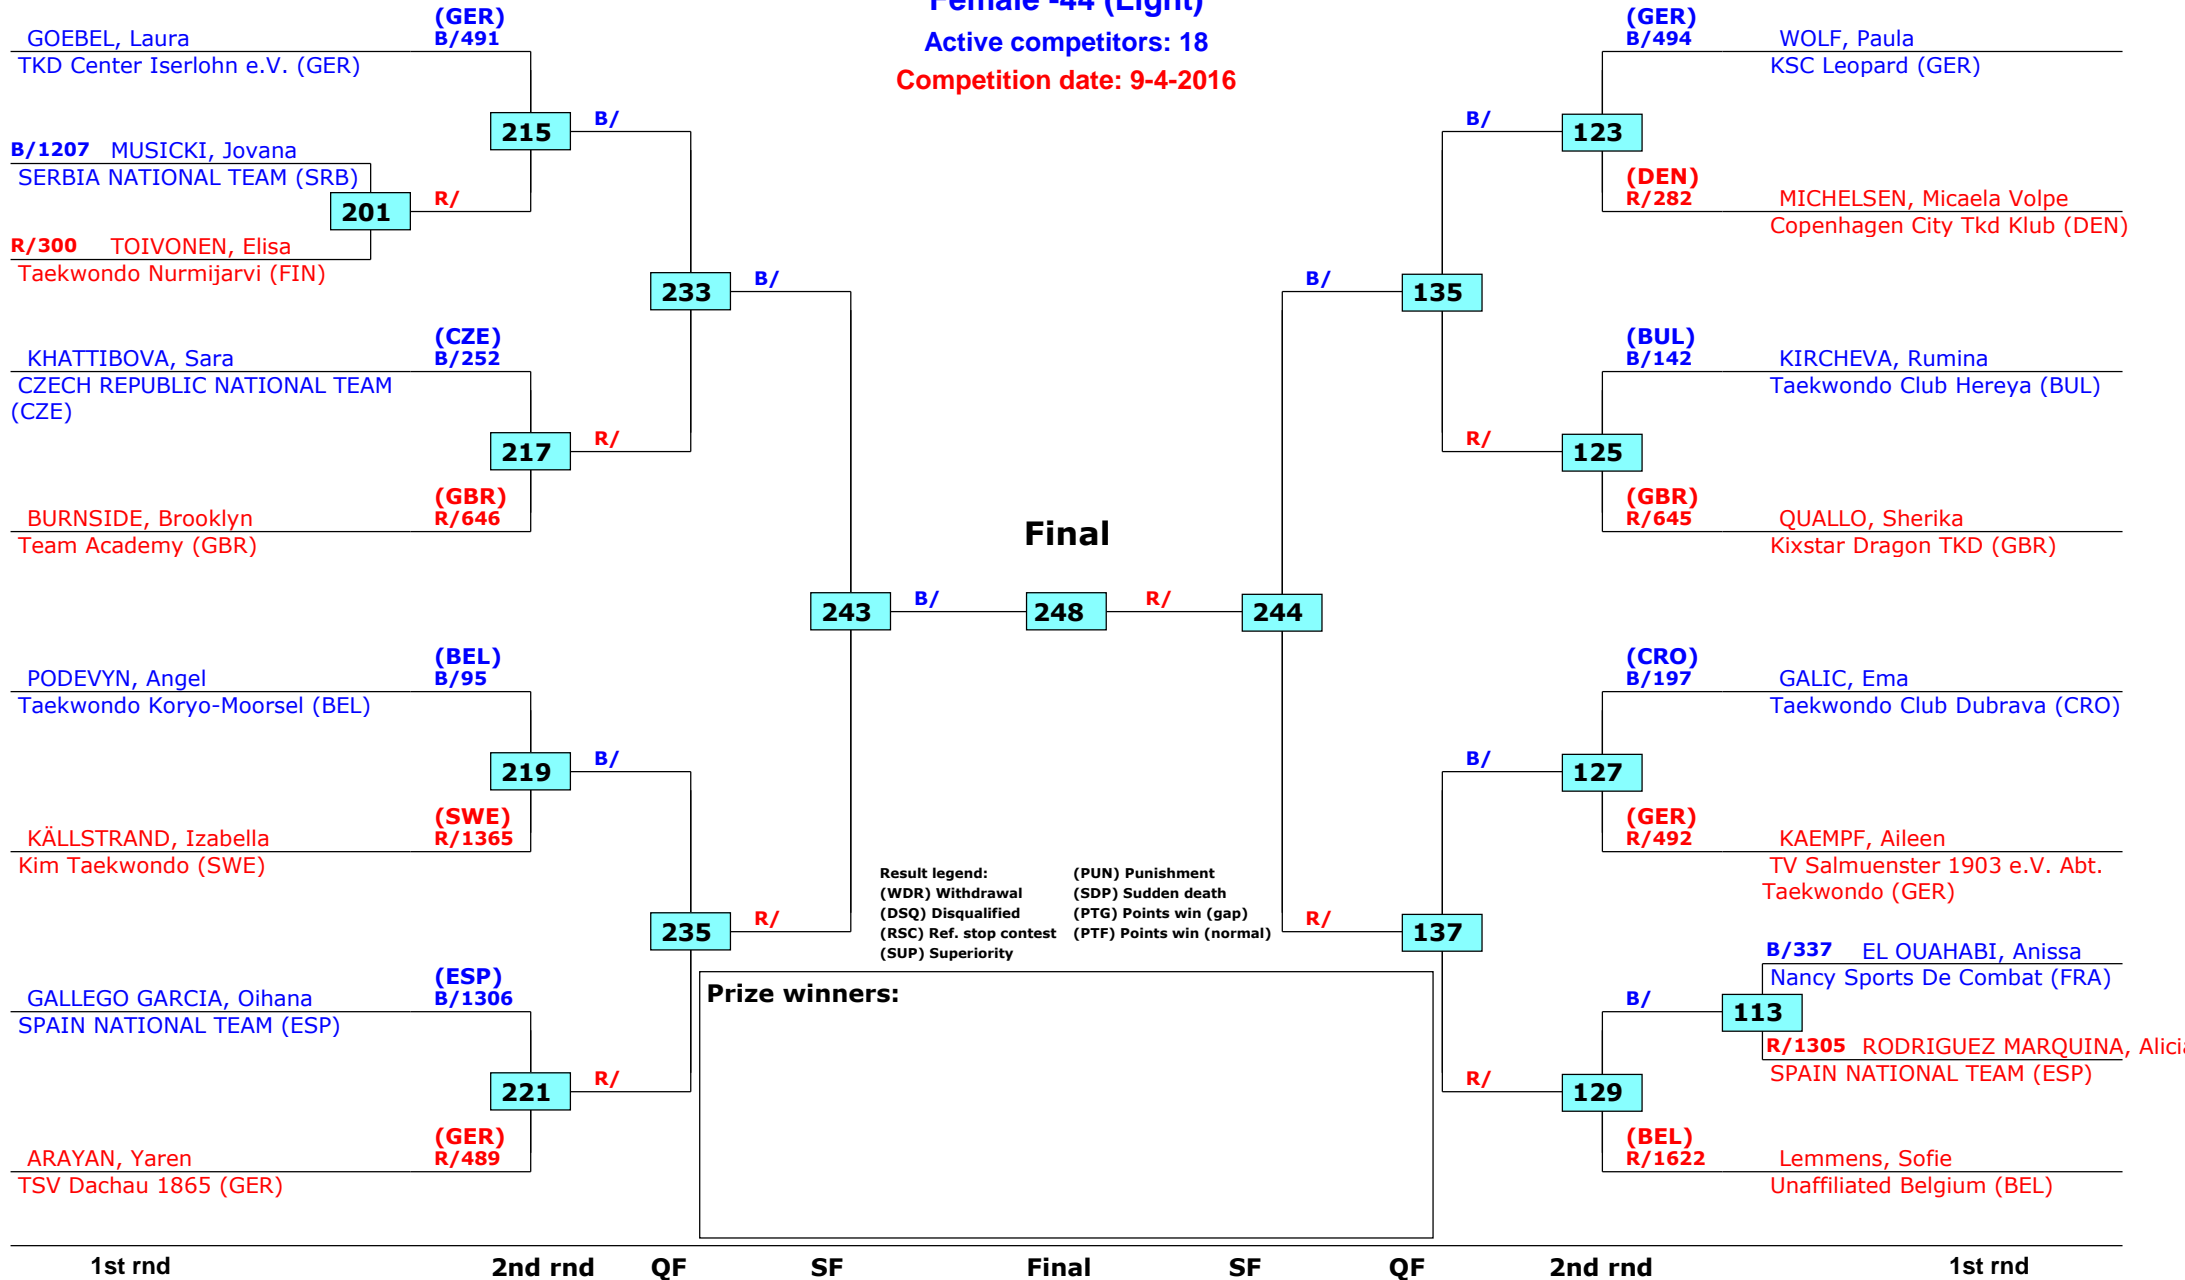 Female -44 (Light)
Active competitors: 18
Competition date: 9-4-2016
(GER)
GOEBEL, Laura B/491
TKD Center Iserlohn e.V. (GER)
215 B/
B/1207 MUSICKI, Jovana
SERBIA NATIONAL TEAM (SRB)
201 R/
R/300 TOIVONEN, Elisa
Taekwondo Nurmijarvi (FIN)
233 B/
(CZE)
KHATTIBOVA, Sara B/252
CZECH REPUBLIC NATIONAL TEAM
(CZE)
217 R/
(GBR)
BURNSIDE, Brooklyn R/646
Team Academy (GBR)
243 B/
(BEL)
PODEVYN, Angel B/95
Taekwondo Koryo-Moorsel (BEL)
219 B/
(SWE)
KÄLLSTRAND, Izabella R/1365
Kim Taekwondo (SWE)
235 R/
(ESP)
GALLEGO GARCIA, Oihana B/1306
SPAIN NATIONAL TEAM (ESP)
221 R/
(GER)
ARAYAN, Yaren R/489
TSV Dachau 1865 (GER)
Final
248
R/ 244
(GER)
B/494 WOLF, Paula
KSC Leopard (GER)
B/ 123
(DEN)
R/282 MICHELSEN, Micaela Volpe
Copenhagen City Tkd Klub (DEN)
B/ 135
(BUL)
B/142 KIRCHEVA, Rumina
Taekwondo Club Hereya (BUL)
R/ 125
(GBR)
R/645 QUALLO, Sherika
Kixstar Dragon TKD (GBR)
(CRO)
B/197 GALIC, Ema
Taekwondo Club Dubrava (CRO)
B/ 127
(GER)
R/492 KAEMPF, Aileen
TV Salmuenster 1903 e.V. Abt.
Taekwondo (GER)
R/ 137
B/337 EL OUAHABI, Anissa
Nancy Sports De Combat (FRA)
B/ 113
R/1305 RODRIGUEZ MARQUINA, Alicia
SPAIN NATIONAL TEAM (ESP)
R/ 129
(BEL)
R/1622 Lemmens, Sofie
Unaffiliated Belgium (BEL)
Result legend: (PUN) Punishment
(WDR) Withdrawal (SDP) Sudden death
(DSQ) Disqualified (PTG) Points win (gap)
(RSC) Ref. stop contest (PTF) Points win (normal)
(SUP) Superiority
Prize winners:
1st rnd 2nd rnd QF SF Final SF QF 2nd rnd 1st rnd